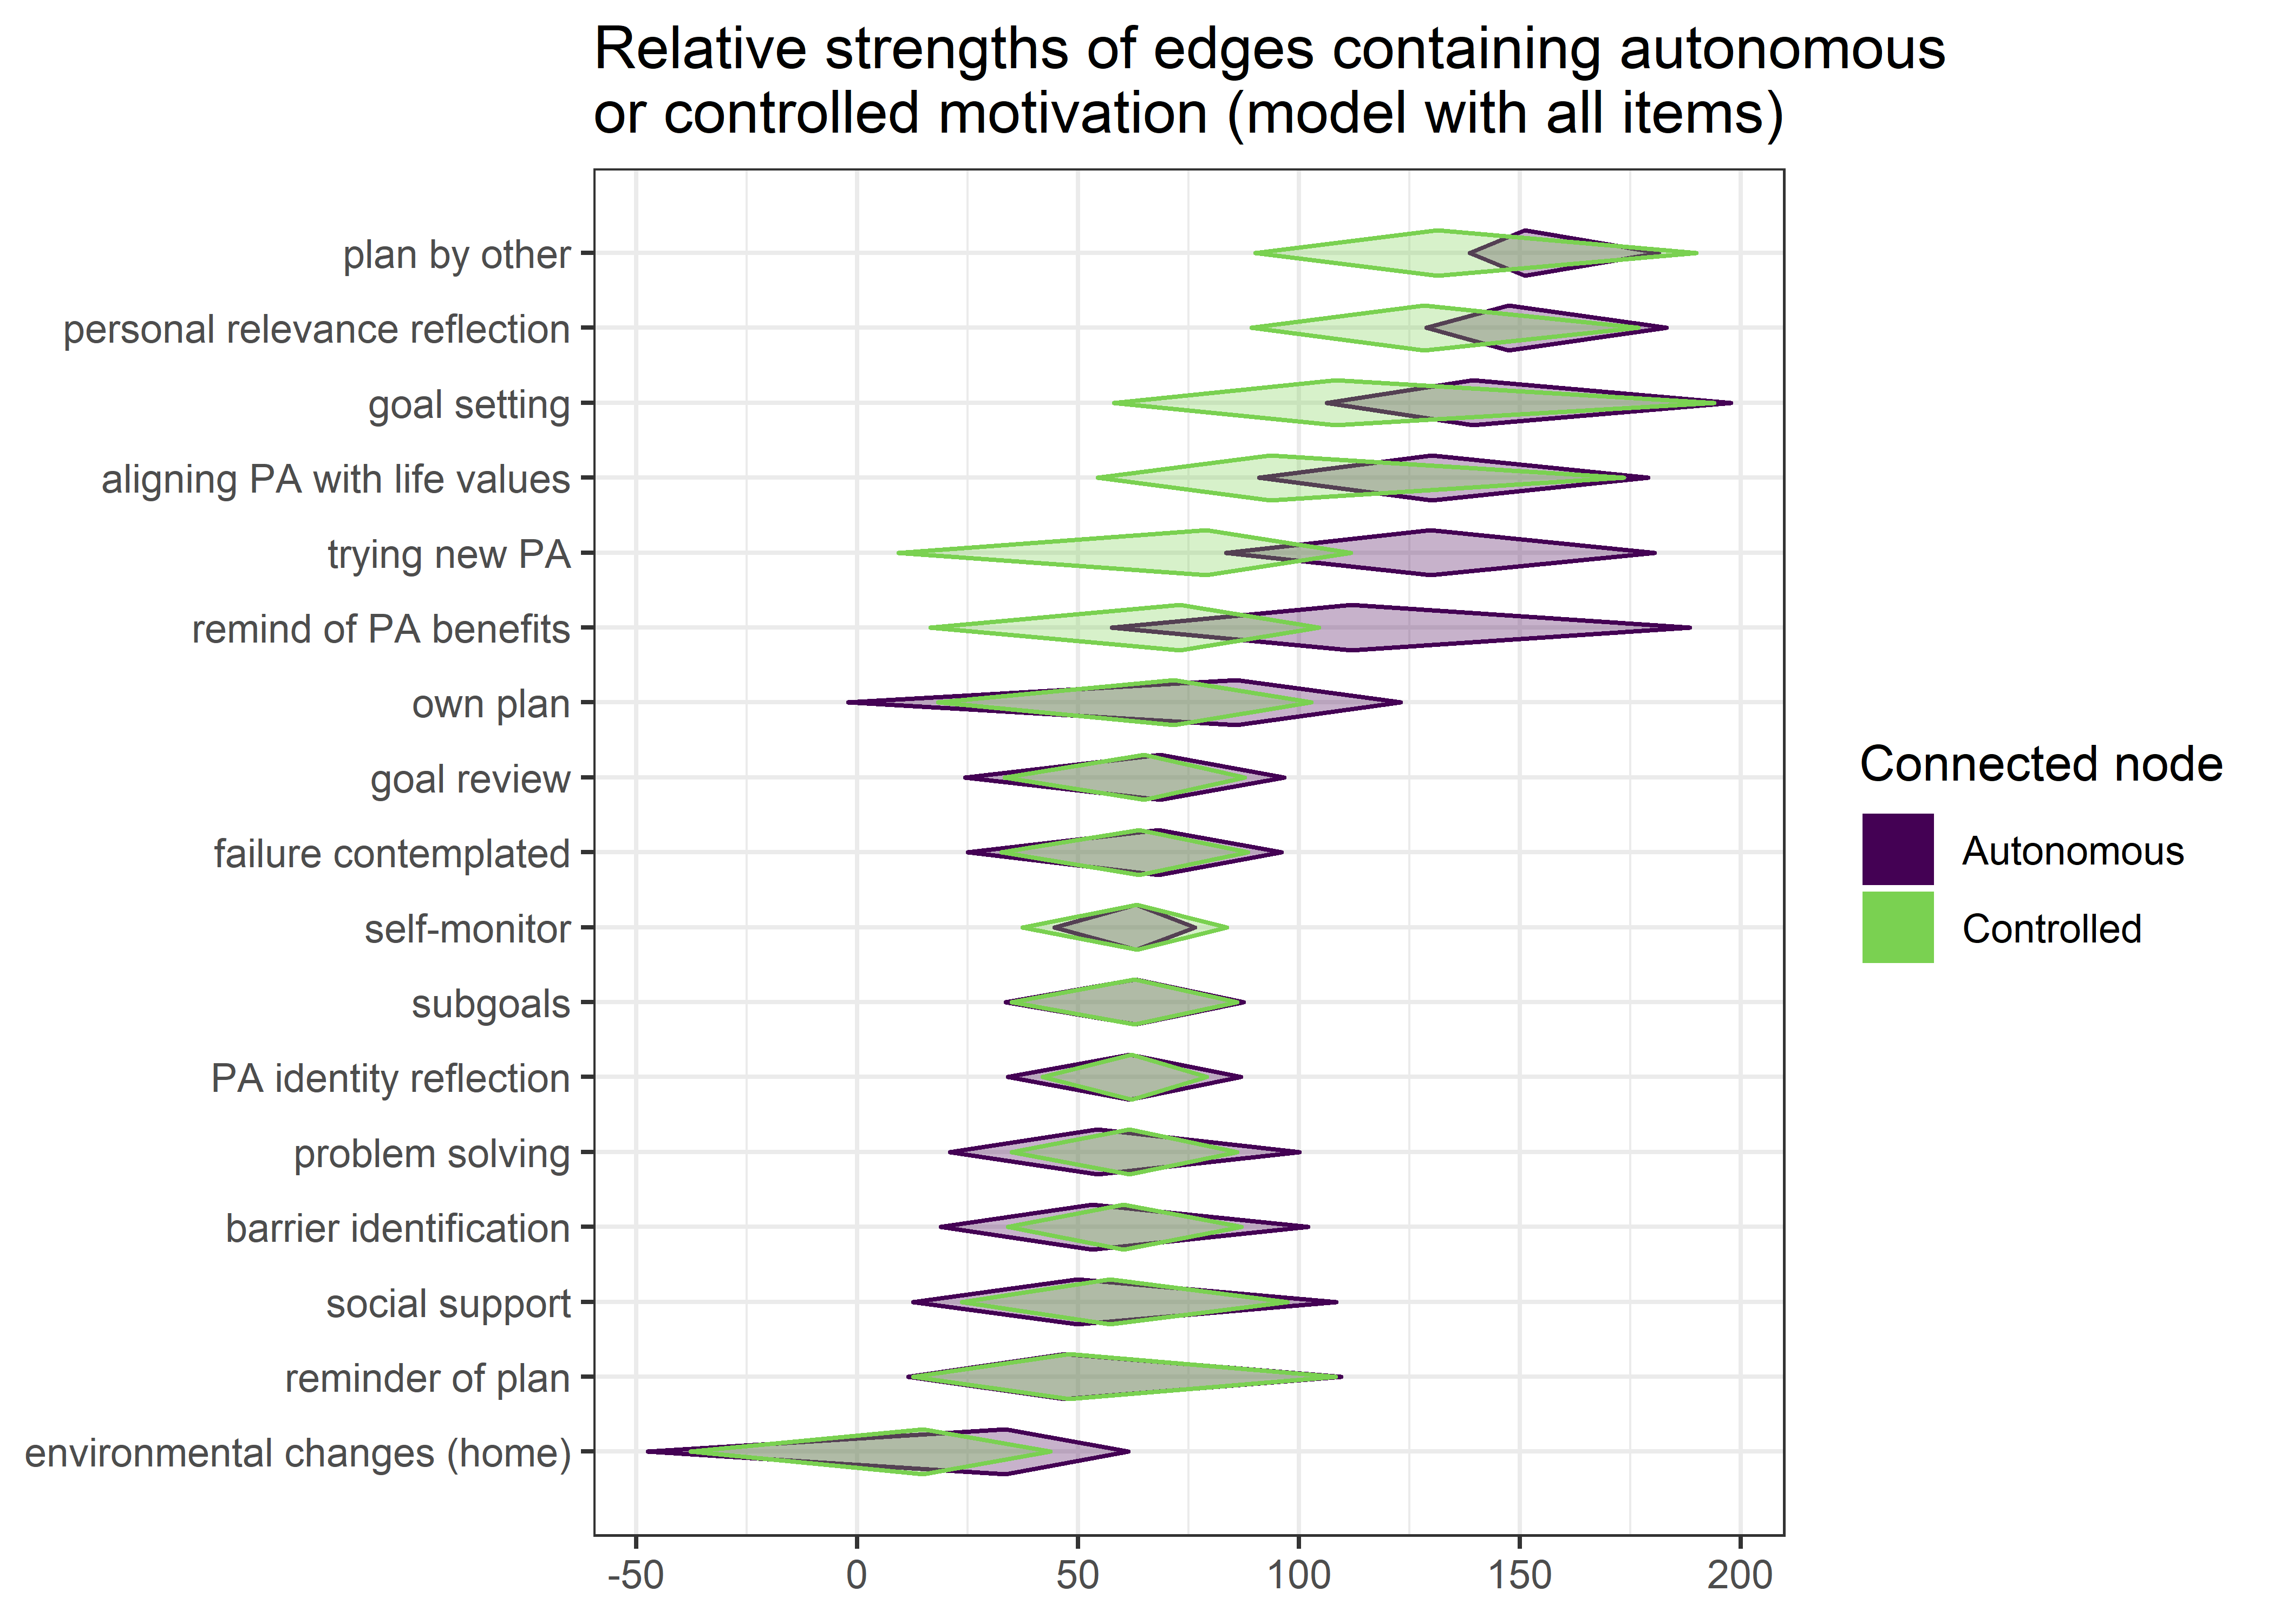 Relative strengths of edges containing autonomous
or controlled motivation (model with all items)
plan by other
personal relevance reflection
goal setting
aligning PA with life values
trying new PA
remind of PA benefits
own plan
goal review
failure contemplated
self-monitor
subgoals
PA identity reflection
problem solving
barrier identification
social support
reminder of plan
environmental changes (home)
-50 0 50 100 150 200
Connected node
Autonomous
Controlled